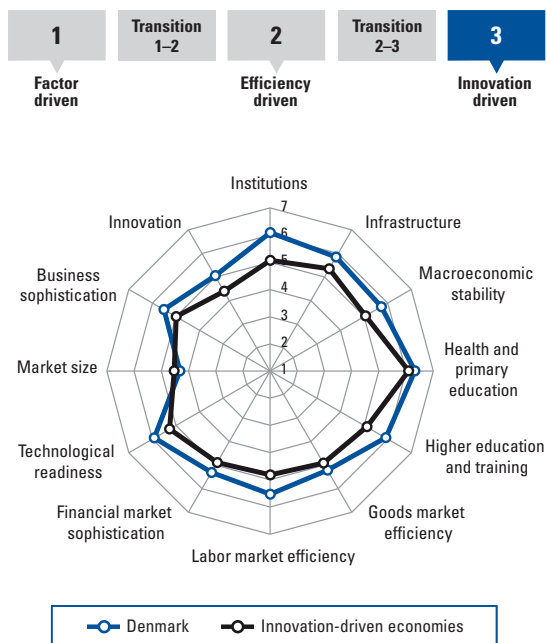 1
Transition
1–2
2
Transition
2–3
3
Factor
driven
Efficiency
driven
Innovation
driven
Institutions
7
Innovation
Infrastructure
6
Business
sophistication
5
Macroeconomic
stability
4
3
2
Market size
1
Health and
primary
education
Technological
readiness
Higher education
and training
Financial market
sophistication
Goods market
efficiency
Labor market efficiency
Denmark
Innovation-driven economies